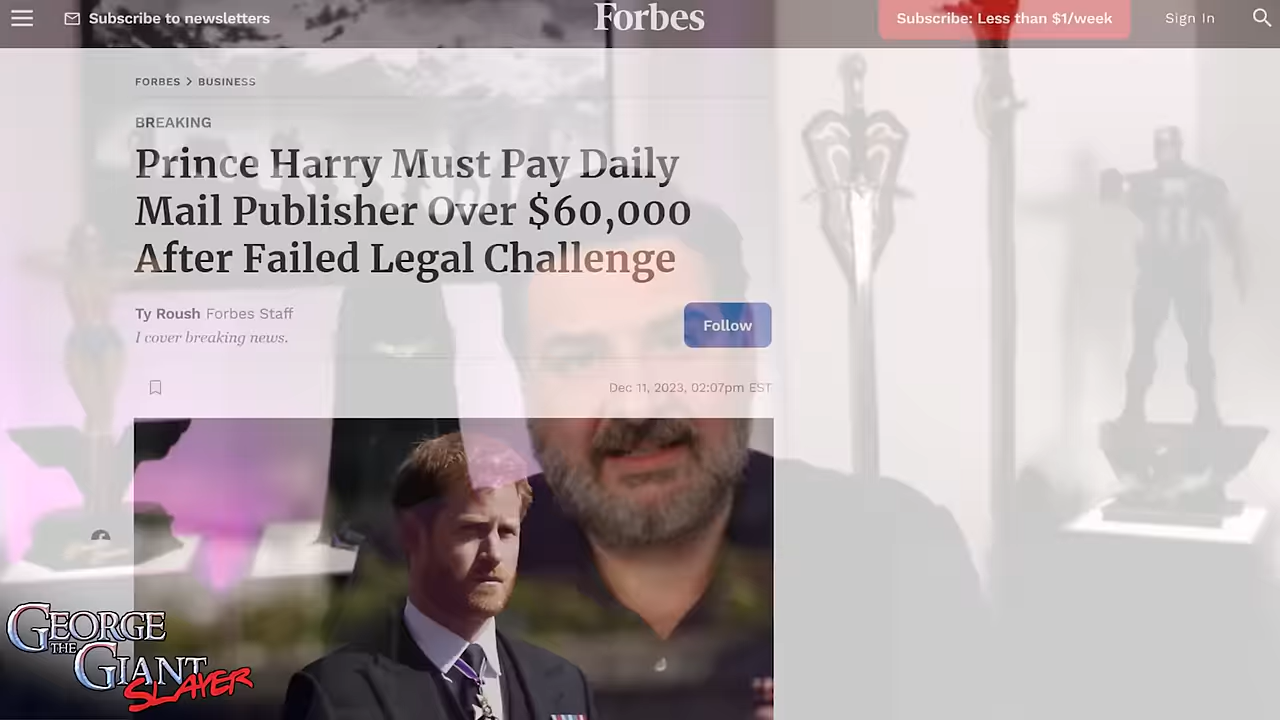 Subscribe to newsletters
Forbes
Subscribe: Less than $1/week
Sign In
FORBES > BUSINESS
BREAKING
Prince Harry Must Pay Daily
Mail Publisher Over $60,000
After Failed Legal Challenge
Ty Roush Forbes Staff
I cover breaking news.
Follow
Dec 11, 2023, 02:07pm EST
GEORGE
THE
GIANT
SLAYER